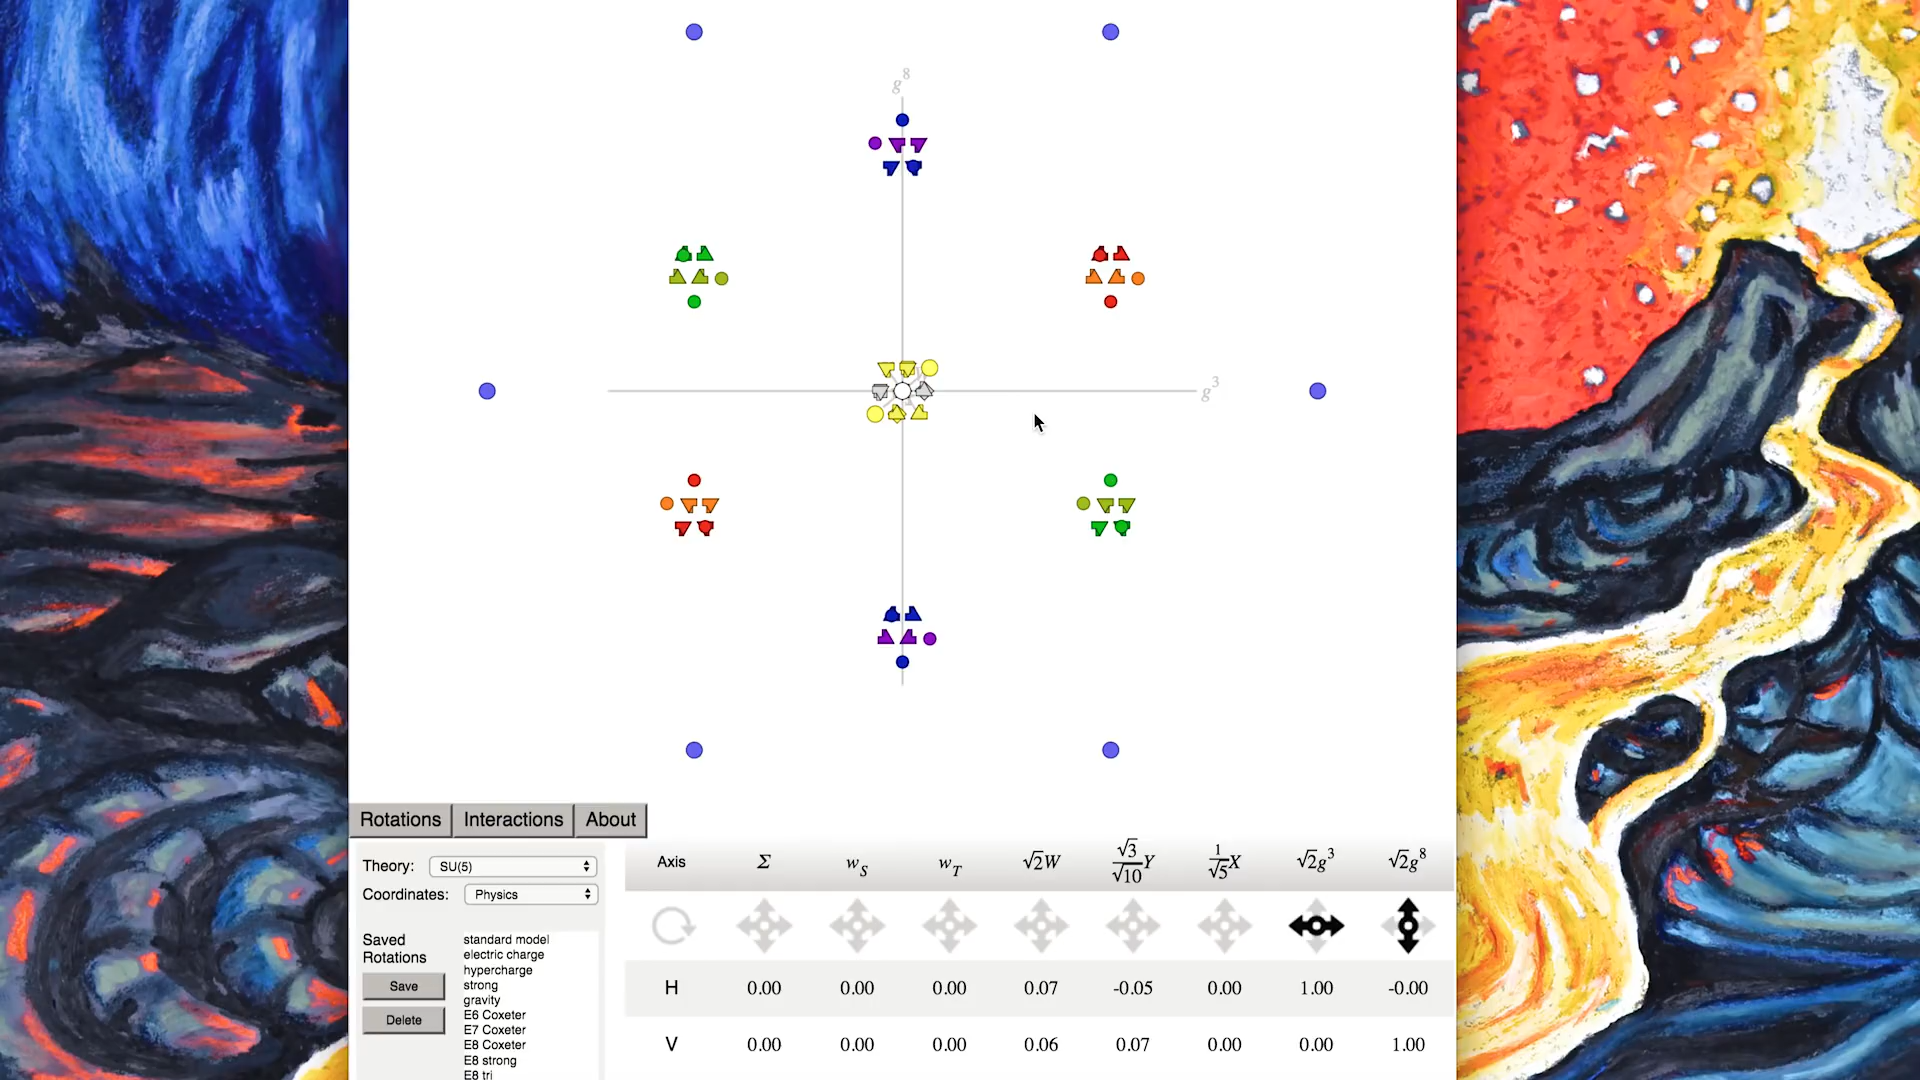 g⁸
g³
Rotations Interactions About
Theory: SU(5)
Coordinates: Physics
Saved Rotations
Save
Delete
standard model
electric charge
hypercharge
strong
gravity
E6 Coxeter
E7 Coxeter
E8 Coxeter
E8 strong
E8 tri
Axis Σ w_S w_T √2W √3/√10 Y 1/√5 X √2g³ √2g⁸
H 0.00 0.00 0.00 0.07 -0.05 0.00 1.00 -0.00
V 0.00 0.00 0.00 0.06 0.07 0.00 0.00 1.00